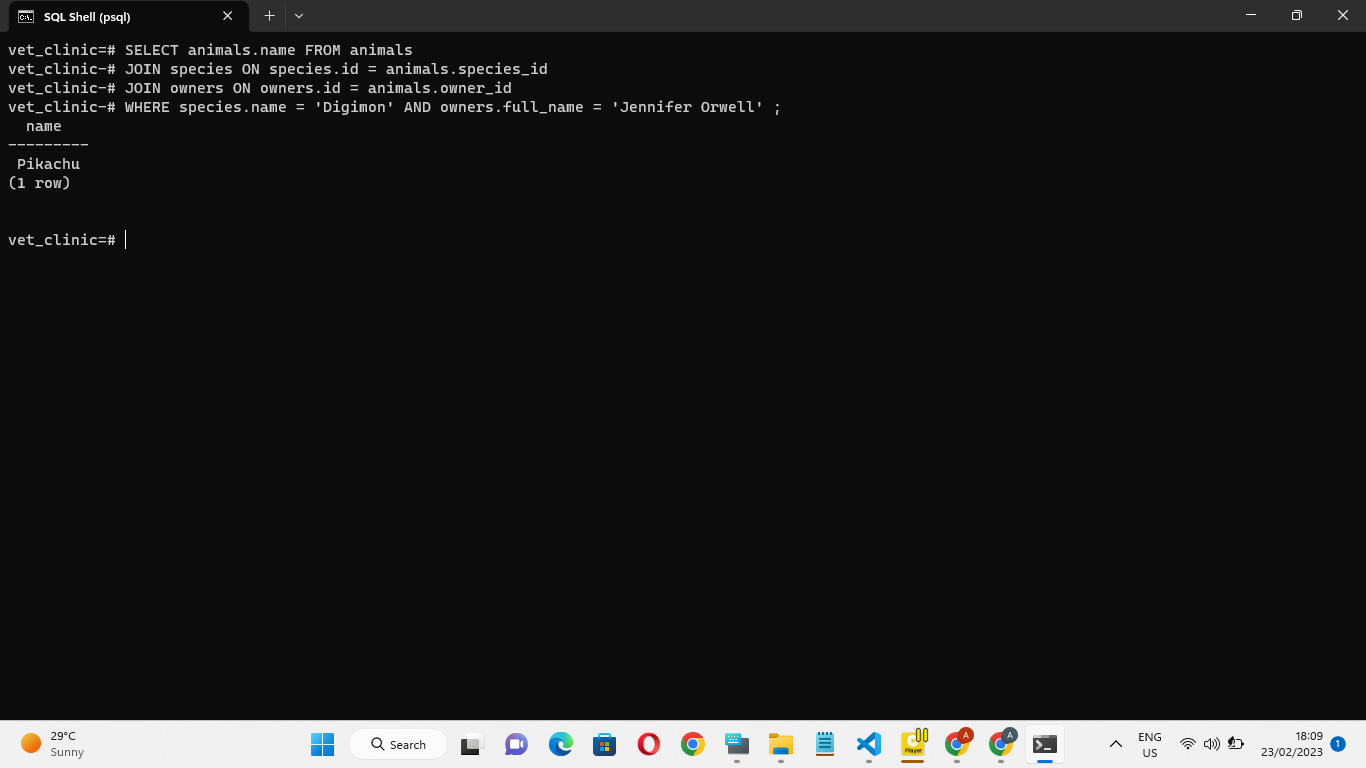 SQL Shell (psql)
vet_clinic=# SELECT animals.name FROM animals
vet_clinic-# JOIN species ON species.id = animals.species_id
vet_clinic-# JOIN owners ON owners.id = animals.owner_id
vet_clinic-# WHERE species.name = 'Digimon' AND owners.full_name = 'Jennifer Orwell' ;
name
---------
Pikachu
(1 row)
vet_clinic=#
29°C
Sunny
Search
Player
A
A
ENG
US
18:09
23/02/2023
1